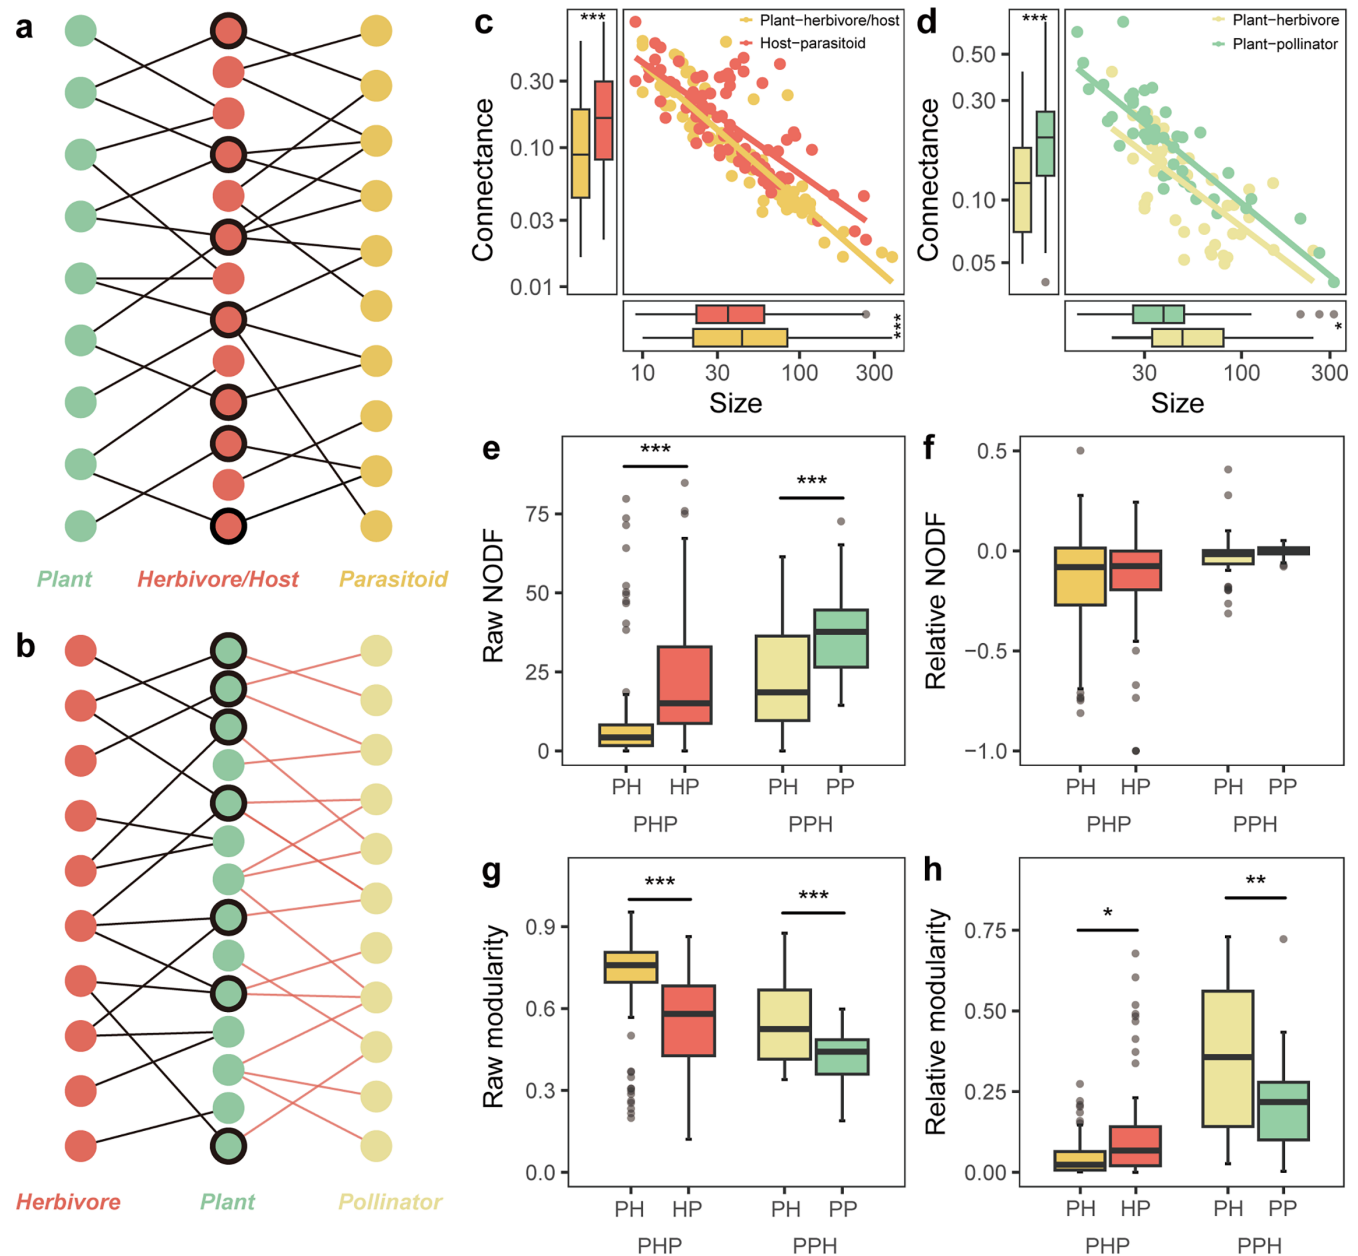 a
Plant Herbivore/Host Parasitoid
b
Herbivore Plant Pollinator
c
Connectance
0.30
0.10
0.03
0.01
***
Plant−herbivore/host
Host−parasitoid
***
10 30 100 300
Size
d
Connectance
0.50
0.30
0.10
0.05
***
Plant−herbivore
Plant−pollinator
*
30 100 300
Size
e
Raw NODF
75
50
25
0
*** ***
PH HP PH PP
PHP PPH
f
Relative NODF
0.5
0.0
−0.5
−1.0
PH HP PH PP
PHP PPH
g
Raw modularity
0.9
0.6
0.3
0.0
*** ***
PH HP PH PP
PHP PPH
h
Relative modularity
0.75
0.50
0.25
0.00
* **
PH HP PH PP
PHP PPH